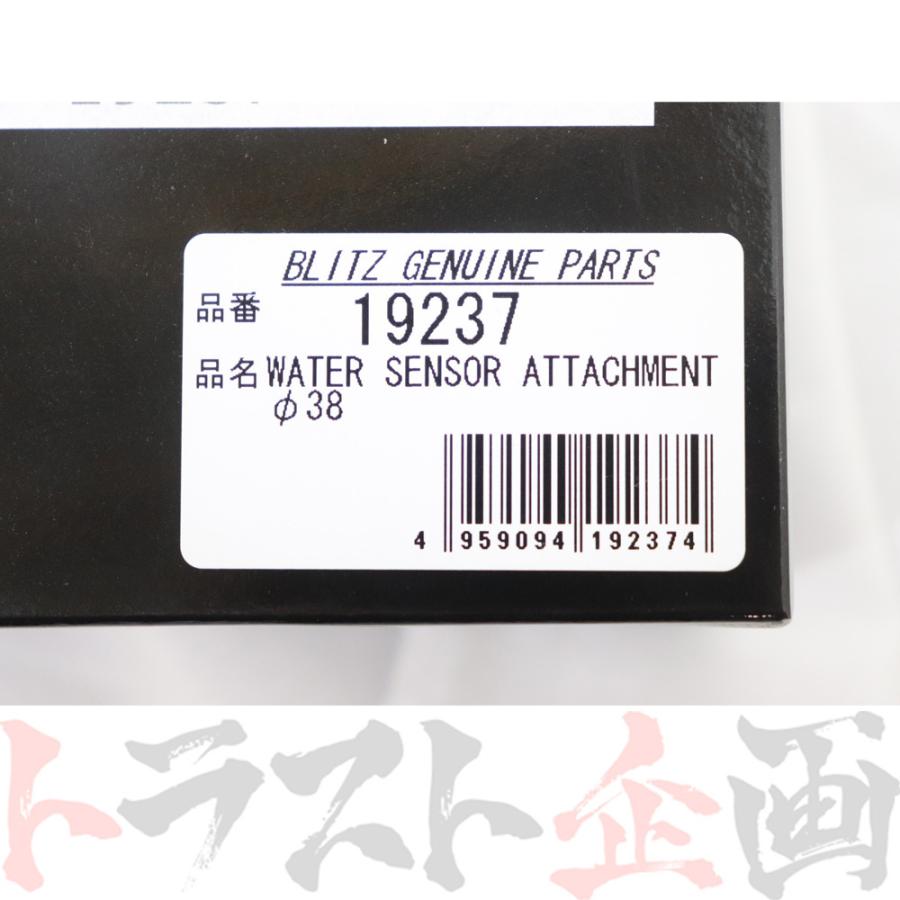 BLITZ GENUINE PARTS
品番 19237
品名 WATER SENSOR ATTACHMENT
φ38
4 959094 192374
トラスト企画